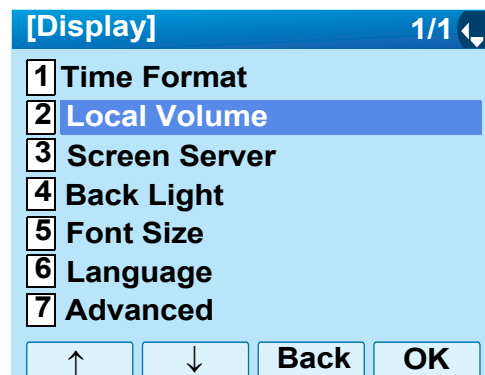 [Display] 1/1
1 Time Format
2 Local Volume
3 Screen Server
4 Back Light
5 Font Size
6 Language
7 Advanced
↑ ↓ Back OK